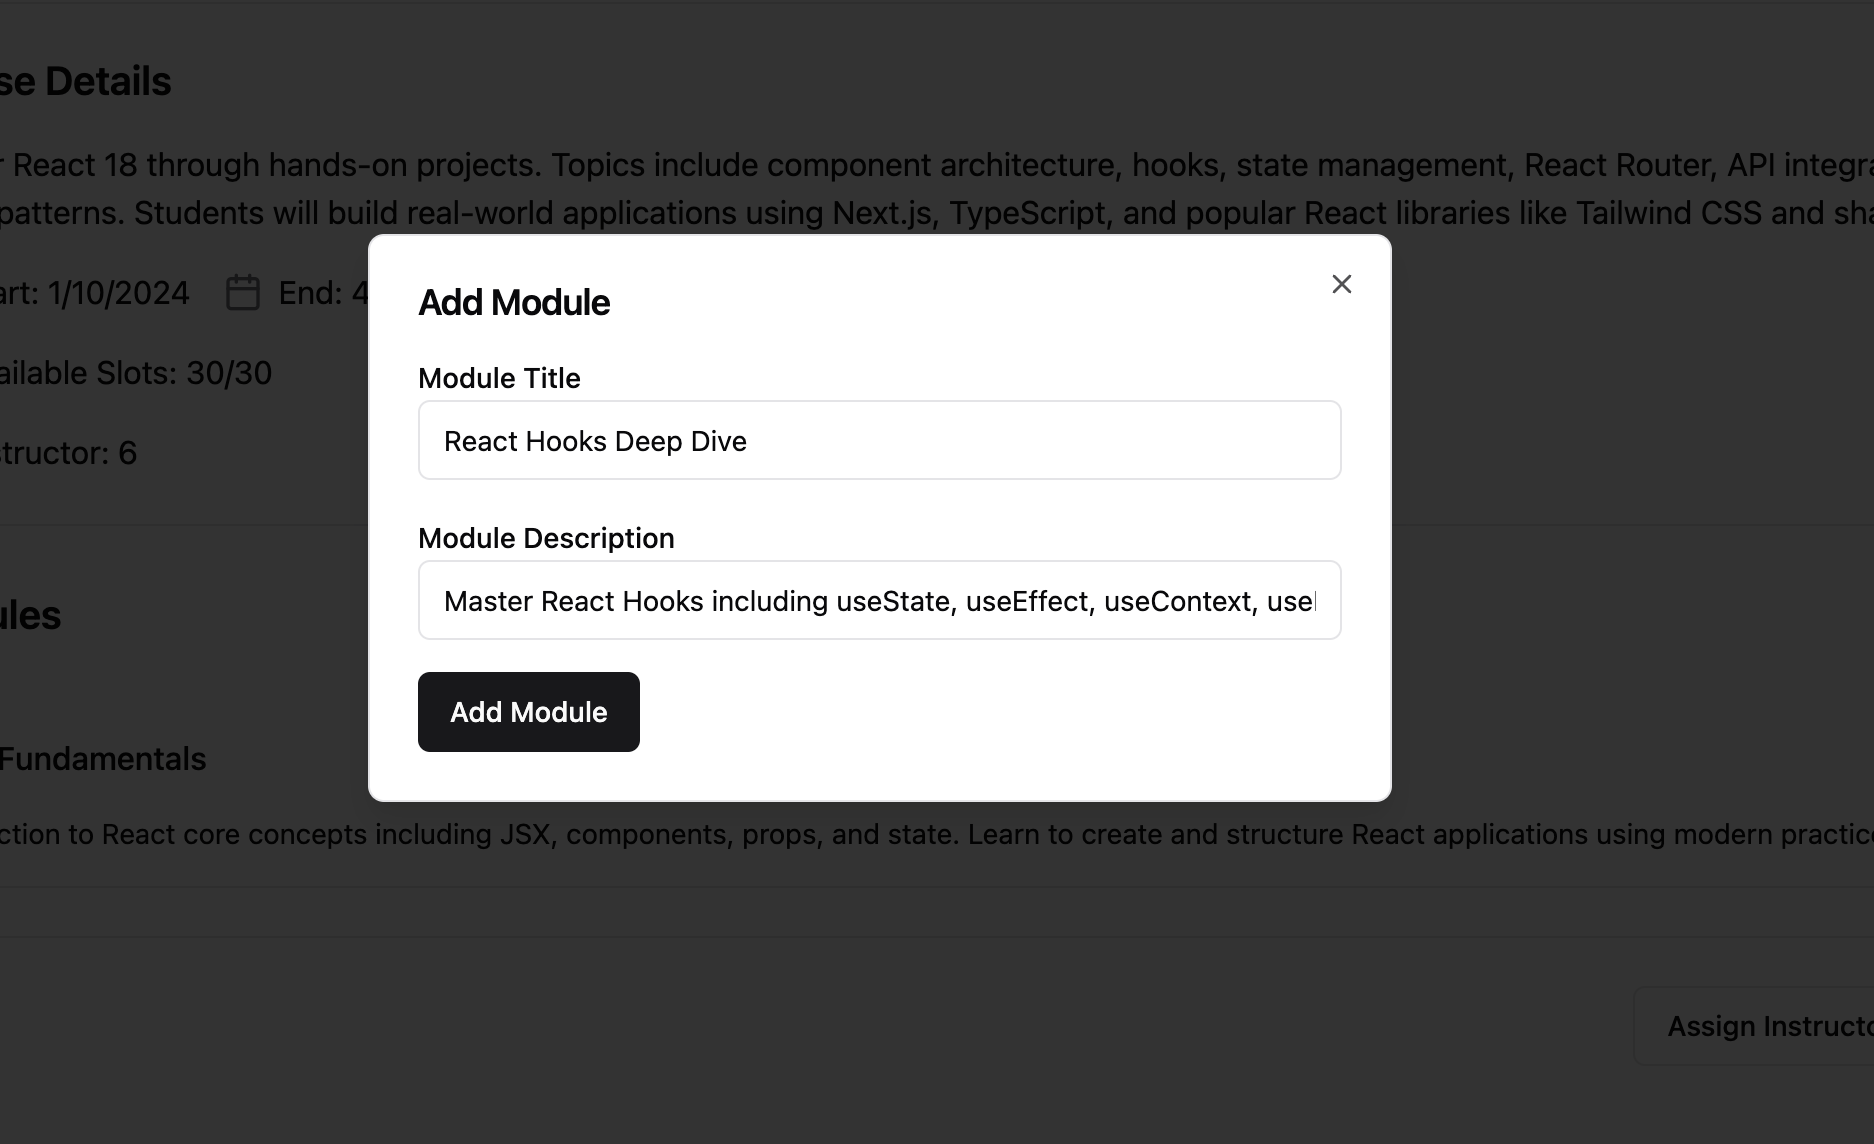 se Details
r React 18 through hands-on projects. Topics include component architecture, hooks, state management, React Router, API integra
patterns. Students will build real-world applications using Next.js, TypeScript, and popular React libraries like Tailwind CSS and sha
art: 1/10/2024 End: 4
ailable Slots: 30/30
structor: 6
Add Module
Module Title
React Hooks Deep Dive
Module Description
Master React Hooks including useState, useEffect, useContext, use
Add Module
ules
Fundamentals
ction to React core concepts including JSX, components, props, and state. Learn to create and structure React applications using modern practic
Assign Instructo